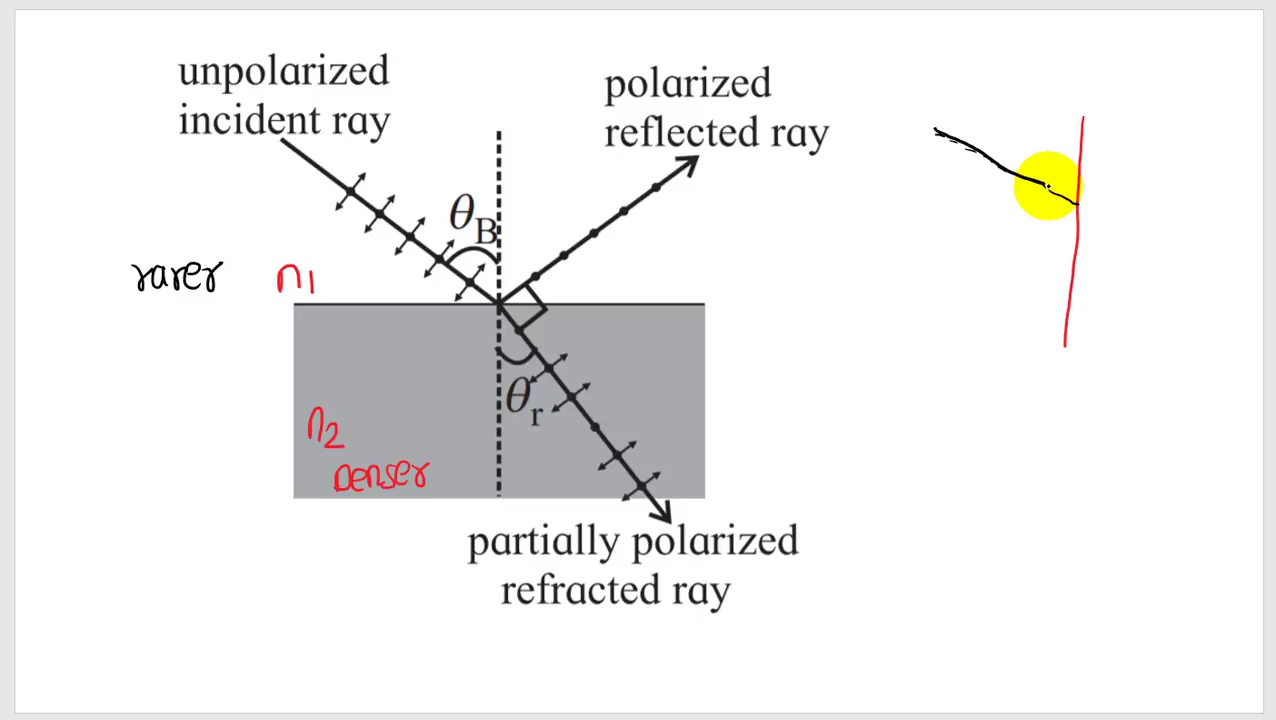 unpolarized
incident ray
polarized
reflected ray
θB
rarer n1
θr
n2
Denser
partially polarized
refracted ray